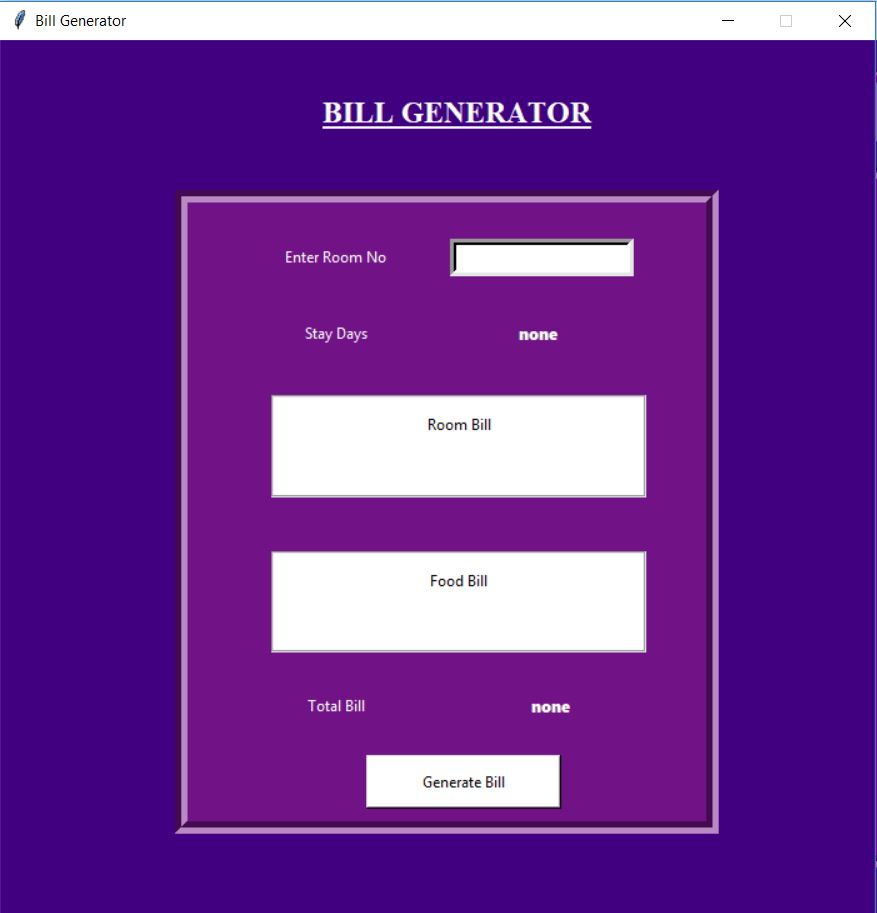 Bill Generator
BILL GENERATOR
Enter Room No
Stay Days none
Room Bill
Food Bill
Total Bill none
Generate Bill